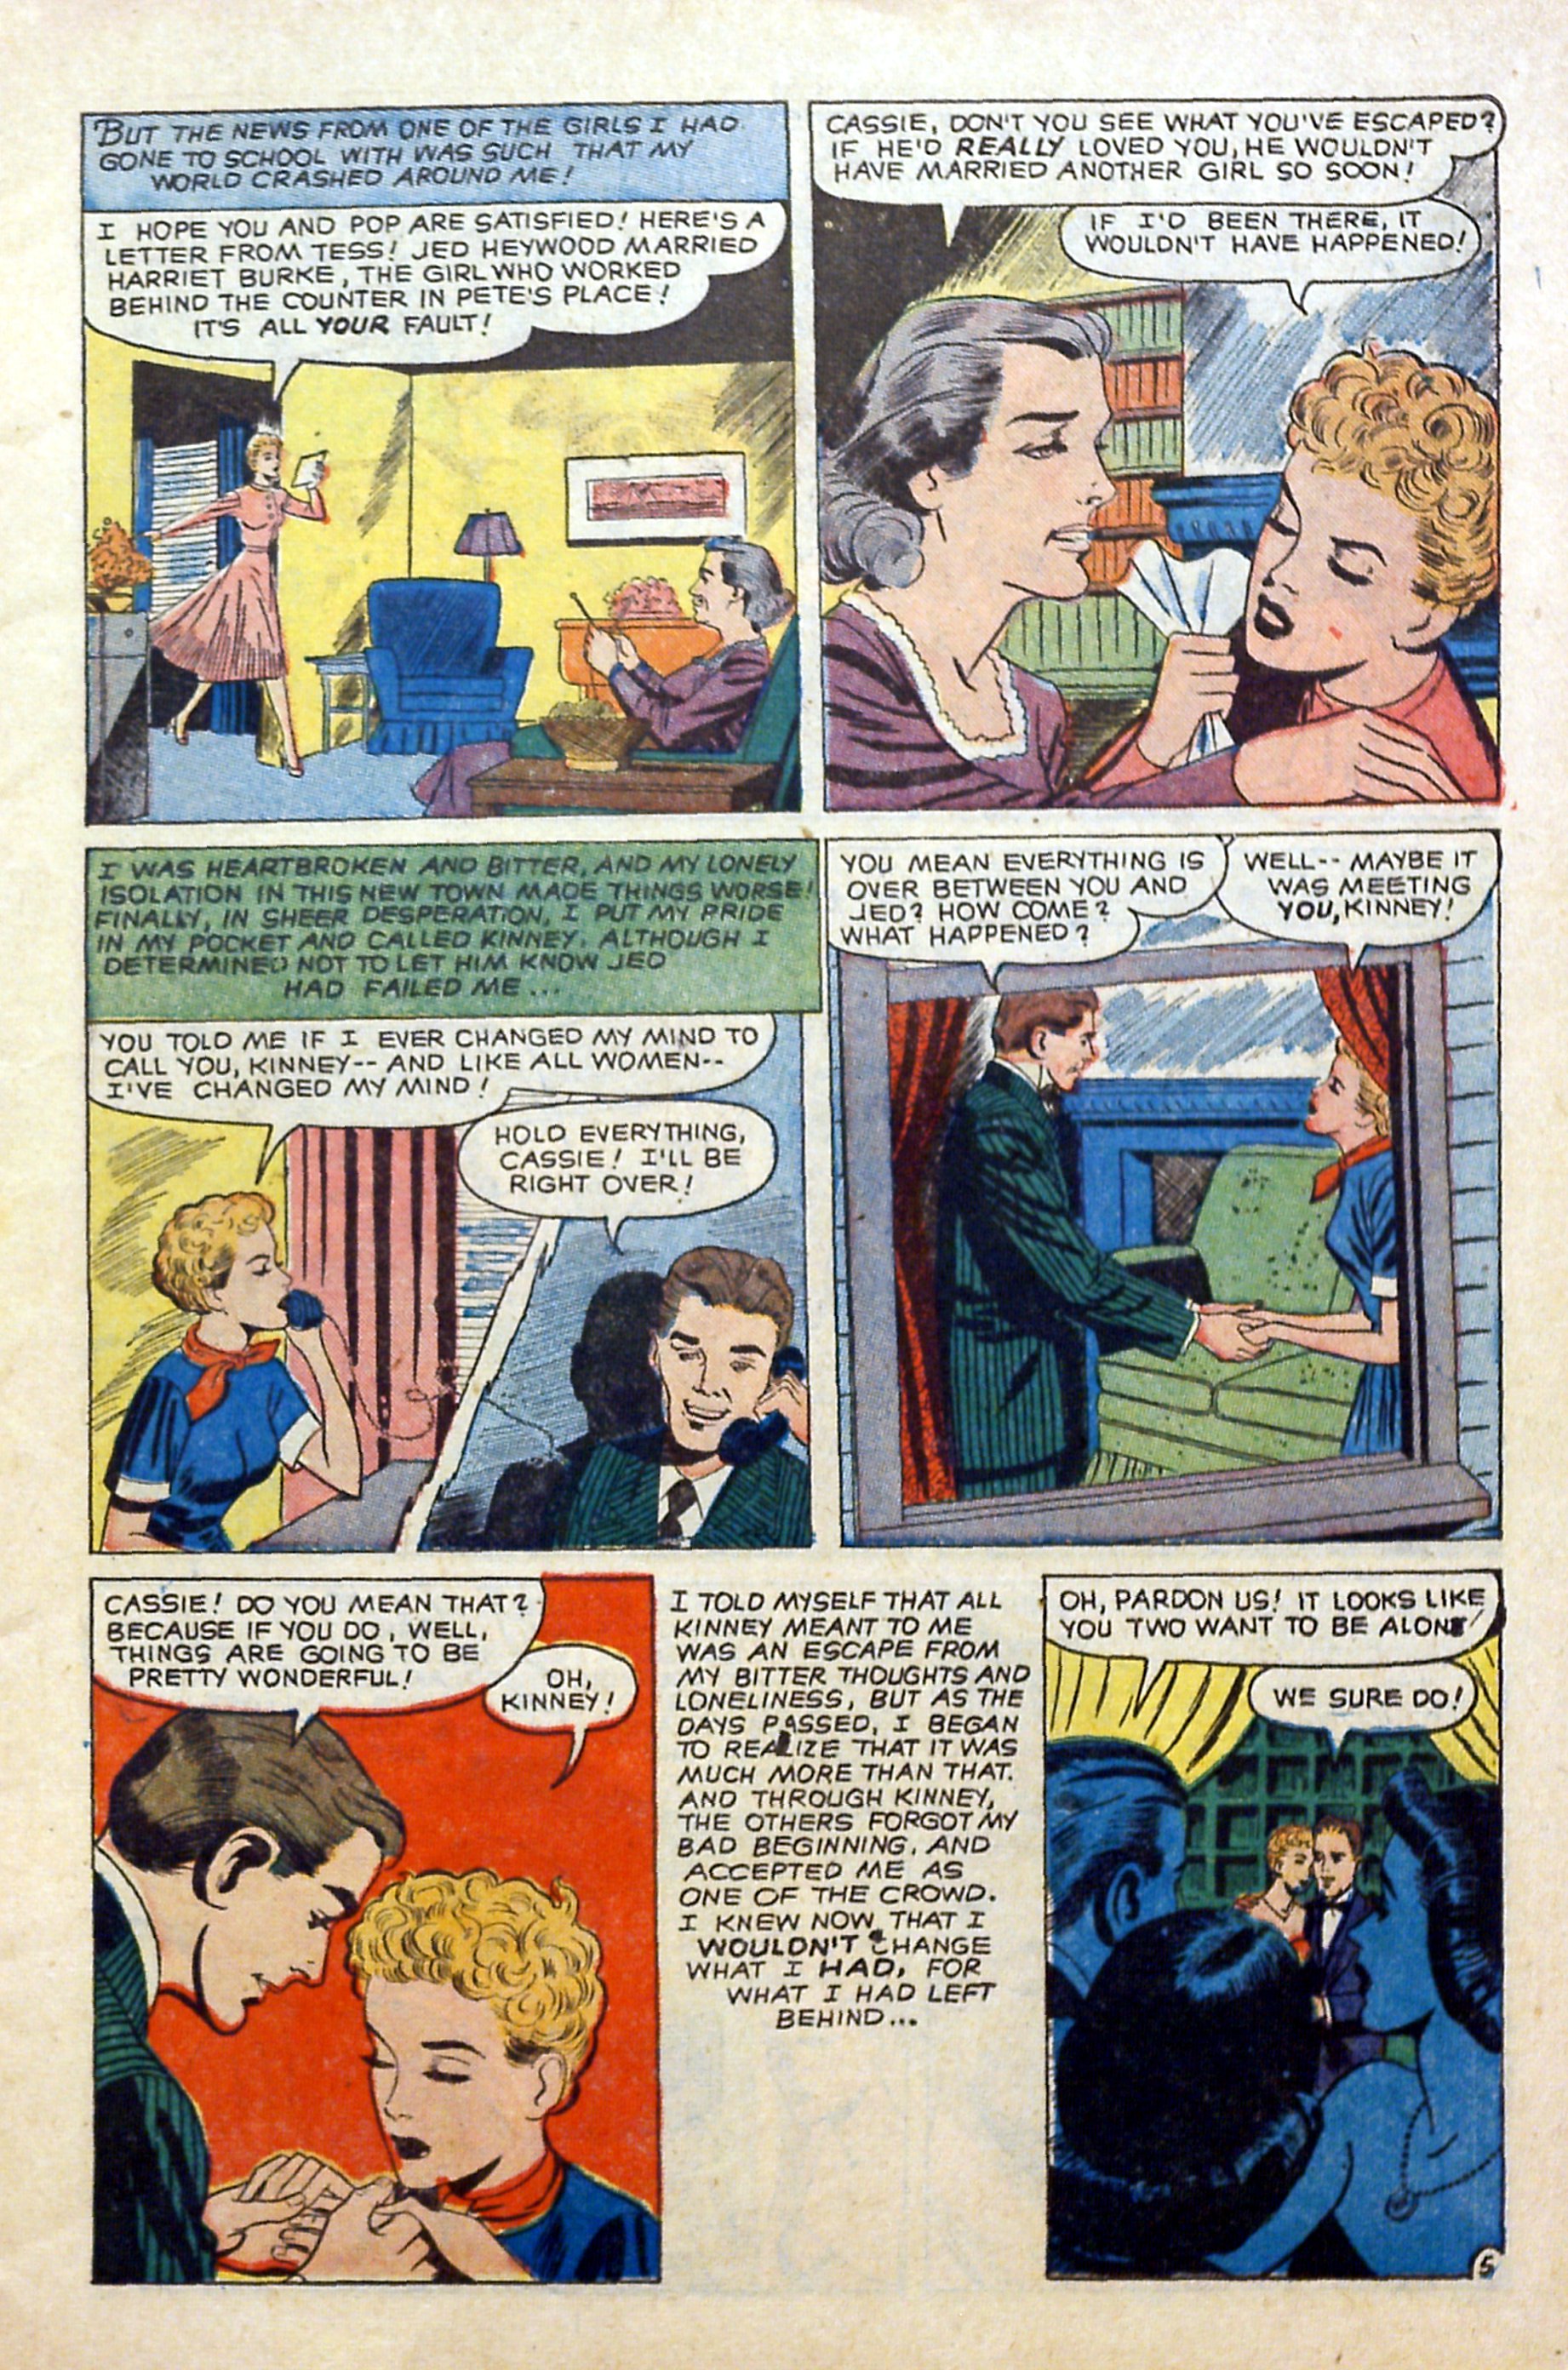 BUT THE NEWS FROM ONE OF THE GIRLS I HAD
GONE TO SCHOOL WITH WAS SUCH THAT MY
WORLD CRASHED AROUND ME!
I HOPE YOU AND POP ARE SATISFIED! HERE'S A
LETTER FROM TESS! JED HEYWOOD MARRIED
HARRIET BURKE, THE GIRL WHO WORKED
BEHIND THE COUNTER IN PETE'S PLACE!
IT'S ALL YOUR FAULT!
CASSIE, DON'T YOU SEE WHAT YOU'VE ESCAPED?
IF HE'D REALLY LOVED YOU, HE WOULDN'T
HAVE MARRIED ANOTHER GIRL SO SOON!
IF I'D BEEN THERE, IT
WOULDN'T HAVE HAPPENED!
I WAS HEARTBROKEN AND BITTER, AND MY LONELY
ISOLATION IN THIS NEW TOWN MADE THINGS WORSE!
FINALLY, IN SHEER DESPERATION, I PUT MY PRIDE
IN MY POCKET AND CALLED KINNEY, ALTHOUGH I
DETERMINED NOT TO LET HIM KNOW JED
HAD FAILED ME...
YOU TOLD ME IF I EVER CHANGED MY MIND TO
CALL YOU, KINNEY-- AND LIKE ALL WOMEN--
I'VE CHANGED MY MIND!
HOLD EVERYTHING,
CASSIE! I'LL BE
RIGHT OVER!
YOU MEAN EVERYTHING IS
OVER BETWEEN YOU AND
JED? HOW COME?
WHAT HAPPENED?
WELL-- MAYBE IT
WAS MEETING
YOU, KINNEY!
CASSIE! DO YOU MEAN THAT?
BECAUSE IF YOU DO, WELL,
THINGS ARE GOING TO BE
PRETTY WONDERFUL!
OH,
KINNEY!
I TOLD MYSELF THAT ALL
KINNEY MEANT TO ME
WAS AN ESCAPE FROM
MY BITTER THOUGHTS AND
LONELINESS, BUT AS THE
DAYS PASSED, I BEGAN
TO REALIZE THAT IT WAS
MUCH MORE THAN THAT.
AND THROUGH KINNEY,
THE OTHERS FORGOT MY
BAD BEGINNING, AND
ACCEPTED ME AS
ONE OF THE CROWD.
I KNEW NOW THAT I
WOULDN'T CHANGE
WHAT I HAD, FOR
WHAT I HAD LEFT
BEHIND...
OH, PARDON US! IT LOOKS LIKE
YOU TWO WANT TO BE ALONE!
WE SURE DO!
5